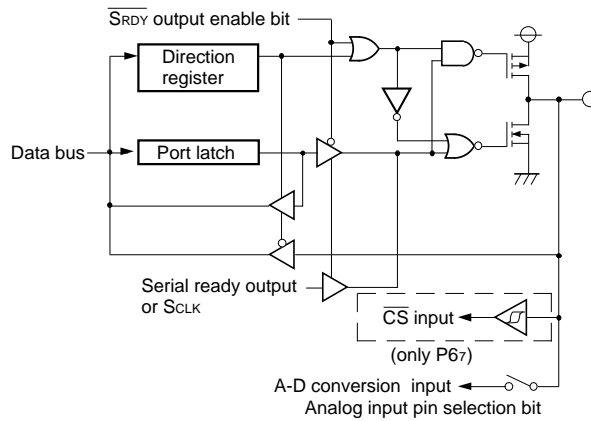 SRDY output enable bit
Direction
register
Data bus
Port latch
Serial ready output
or SCLK
CS input
(only P67)
A-D conversion input
Analog input pin selection bit